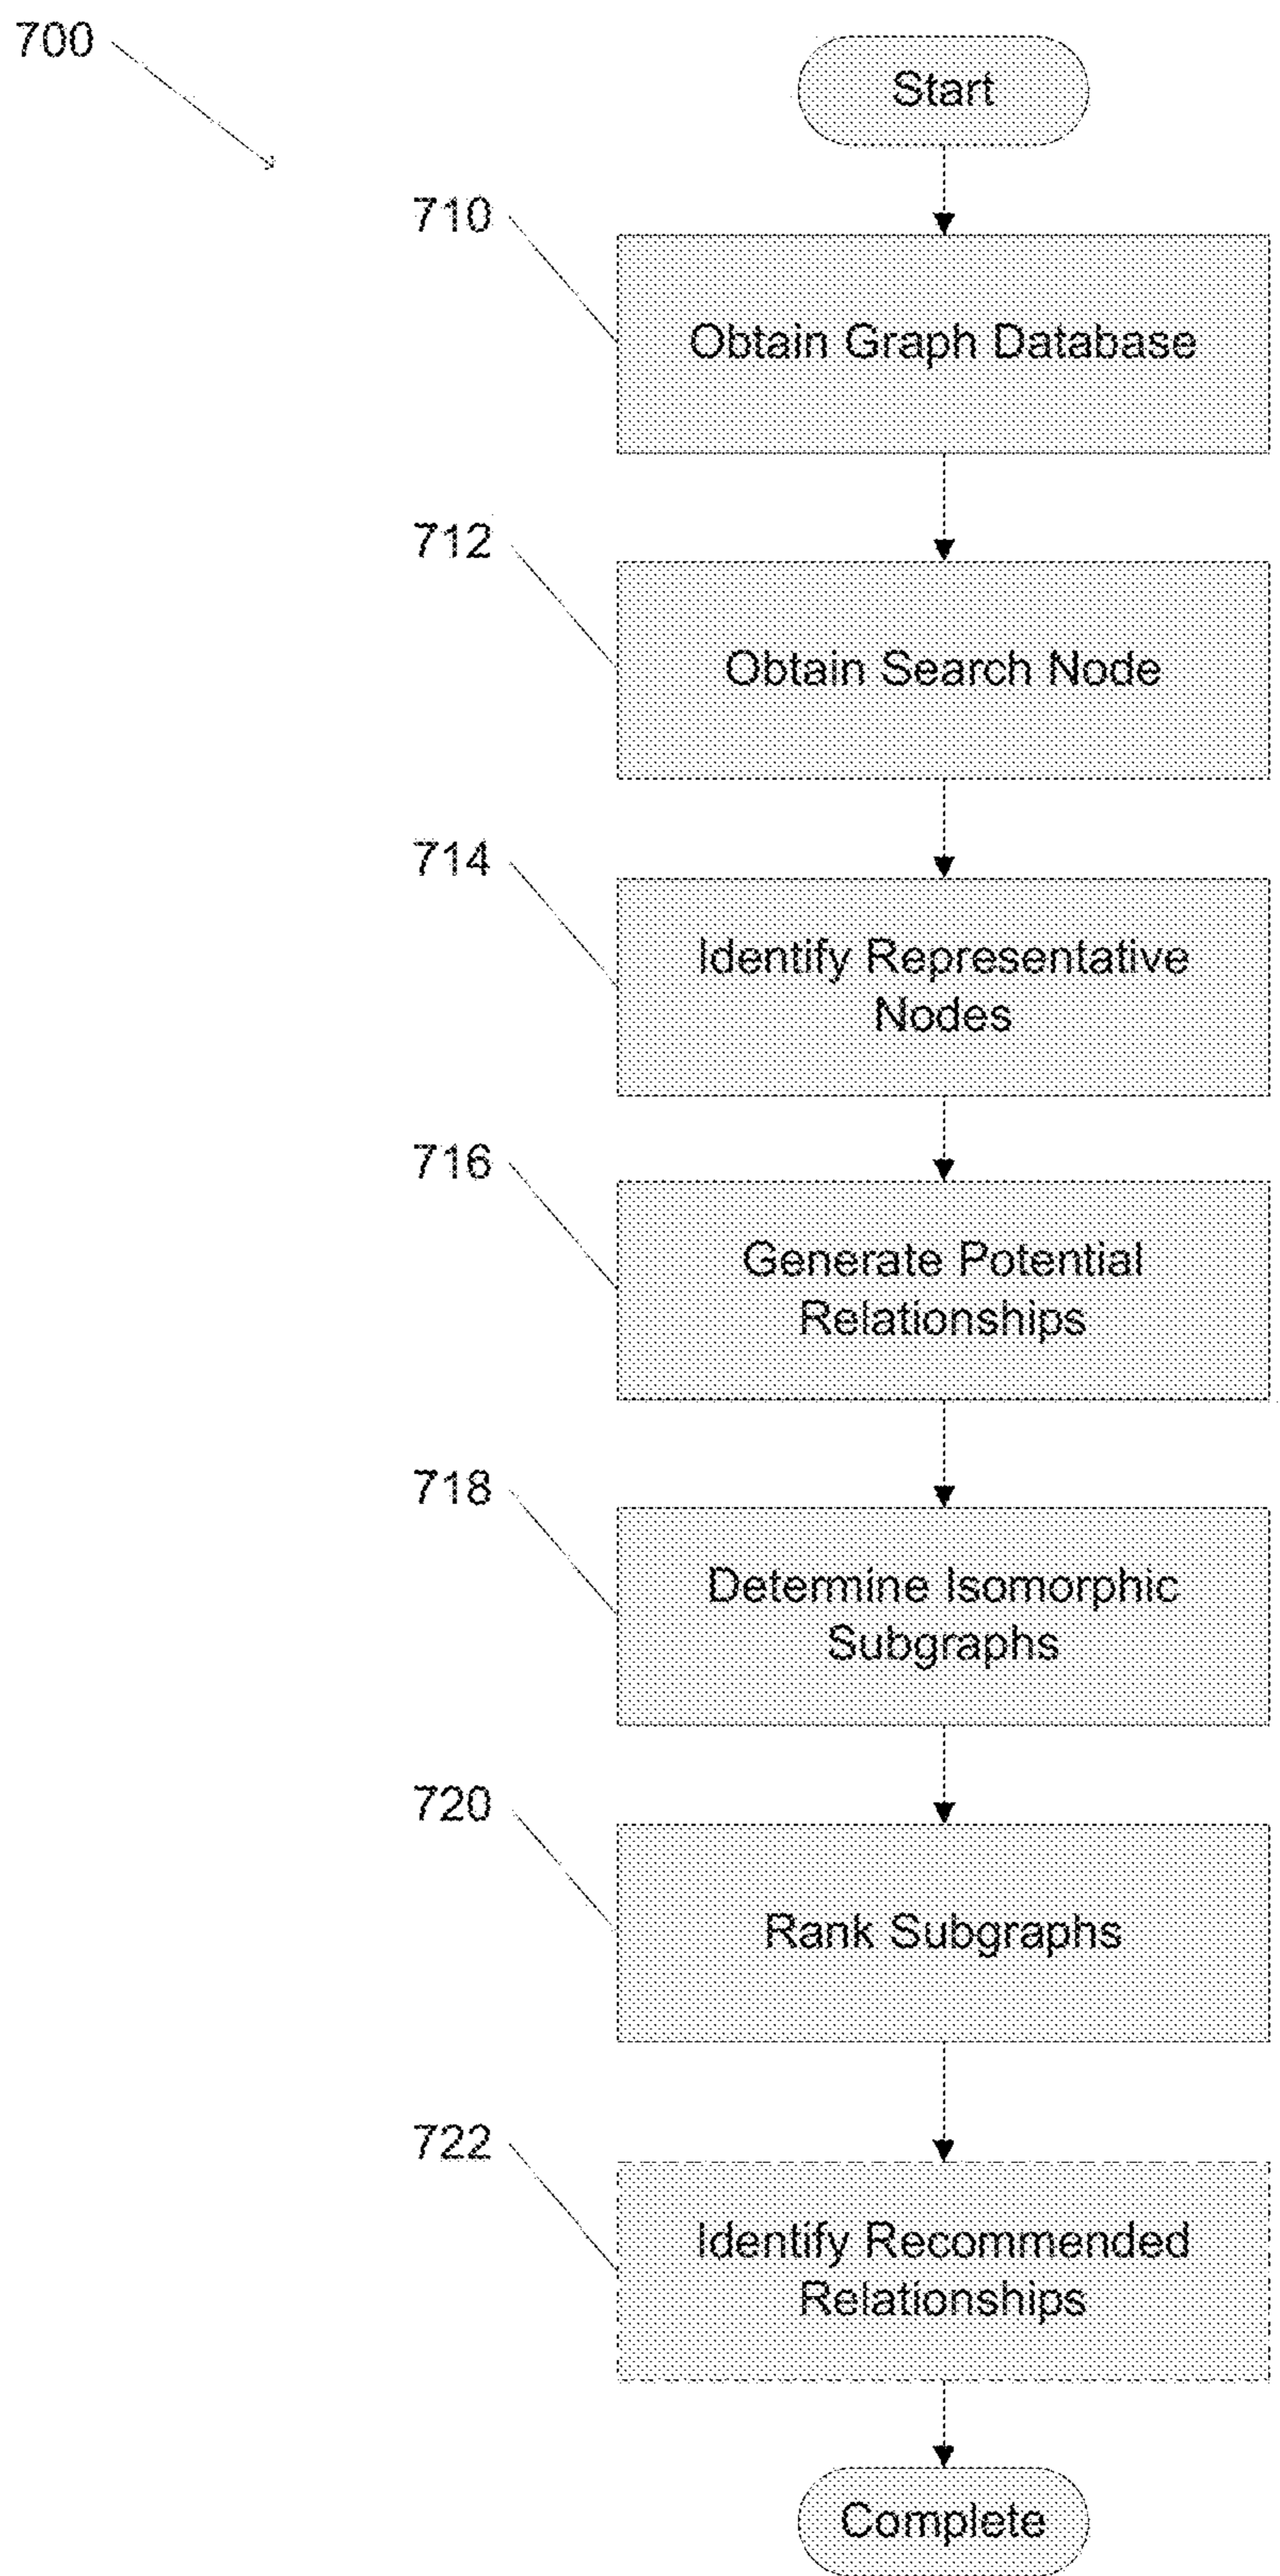 700
Start
710
Obtain Graph Database
712
Obtain Search Node
714
Identify Representative
Nodes
716
Generate Potential
Relationships
718
Determine Isomorphic
Subgraphs
720
Rank Subgraphs
722
Identify Recommended
Relationships
Complete